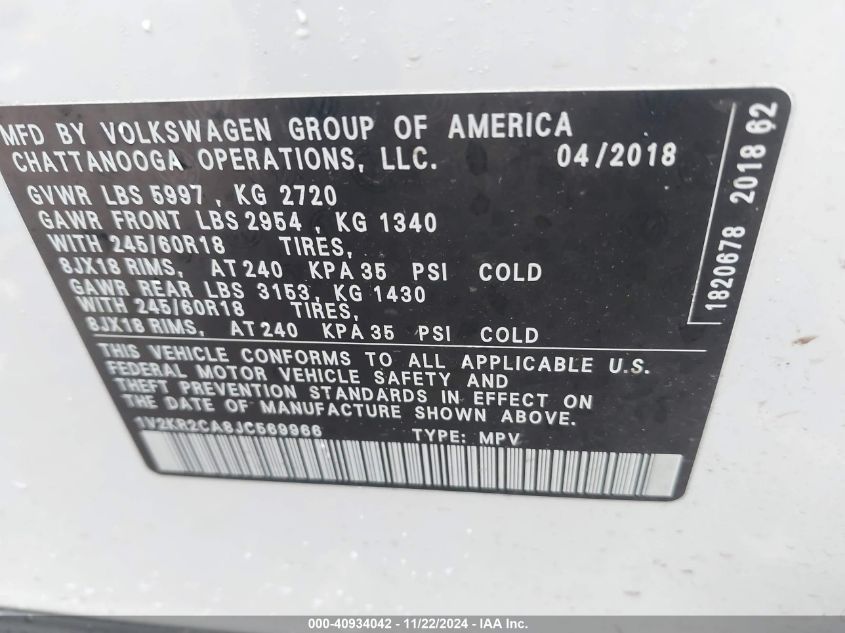 MFD BY VOLKSWAGEN GROUP OF AMERICA
CHATTANOOGA OPERATIONS, LLC. 04/2018
GVWR LBS 5997 , KG 2720
GAWR FRONT LBS 2954 , KG 1340
WITH 245/60R18 TIRES,
8JX18 RIMS, AT 240 KPA 35 PSI COLD
GAWR REAR LBS 3153, KG 1430
WITH 245/60R18 TIRES,
8JX18 RIMS, AT 240 KPA 35 PSI COLD
THIS VEHICLE CONFORMS TO ALL APPLICABLE U.S.
FEDERAL MOTOR VEHICLE SAFETY AND
THEFT PREVENTION STANDARDS IN EFFECT ON
THE DATE OF MANUFACTURE SHOWN ABOVE.
1V2KR2CA8JC569966 TYPE: MPV
1820678 2018 62
000-40934042 - 11/22/2024 - IAA Inc.